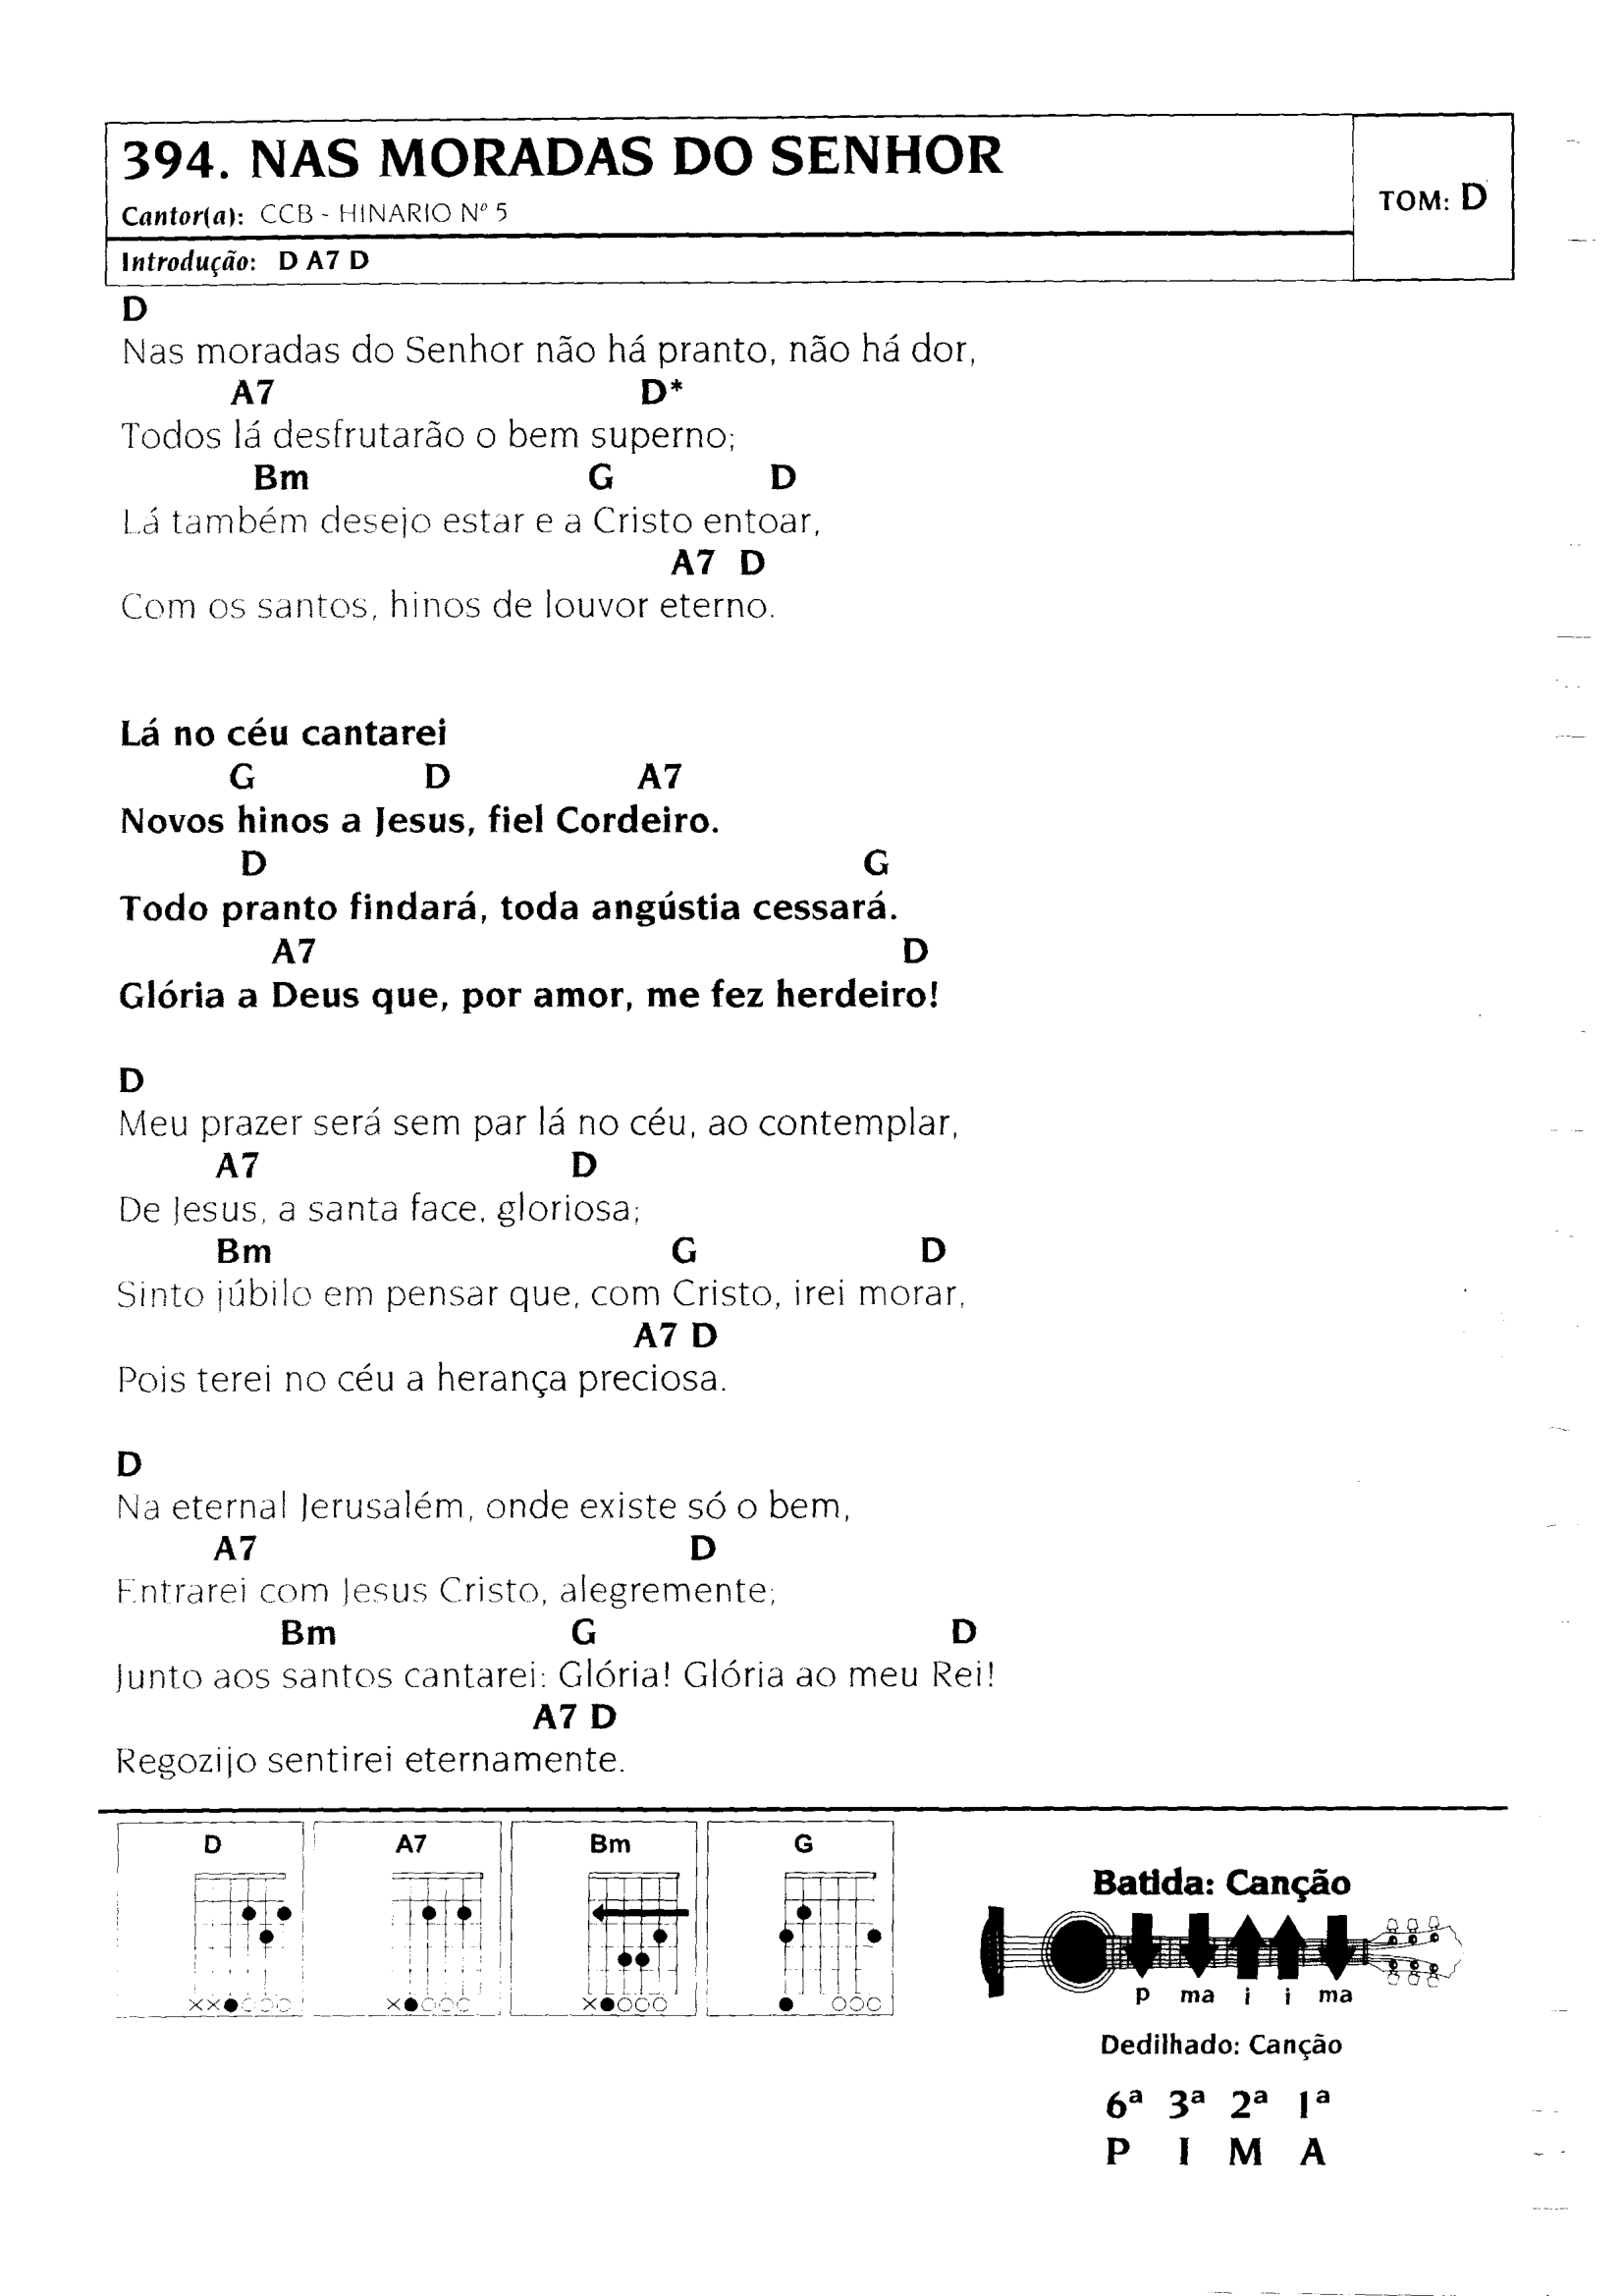 394. NAS MORADAS DO SENHOR
Cantor(a): CCB - HINARIO Nº 5
TOM: D
Introdução: D A7 D
D
Nas moradas do Senhor não há pranto, não há dor,
A7 D*
Todos lá desfrutarão o bem superno;
Bm G D
Lá também desejo estar e a Cristo entoar,
A7 D
Com os santos, hinos de louvor eterno.
Lá no céu cantarei
G D A7
Novos hinos a Jesus, fiel Cordeiro.
D G
Todo pranto findará, toda angústia cessará.
A7 D
Glória a Deus que, por amor, me fez herdeiro!
D
Meu prazer será sem par lá no céu, ao contemplar,
A7 D
De Jesus, a santa face, gloriosa;
Bm G D
Sinto júbilo em pensar que, com Cristo, irei morar,
A7 D
Pois terei no céu a herança preciosa.
D
Na eternal Jerusalém, onde existe só o bem,
A7 D
Entrarei com Jesus Cristo, alegremente;
Bm G D
Junto aos santos cantarei: Glória! Glória ao meu Rei!
A7 D
Regozijo sentirei eternamente.
D A7 Bm G
Batida: Canção
p ma i i ma
Dedilhado: Canção
6ª 3ª 2ª 1ª
P I M A